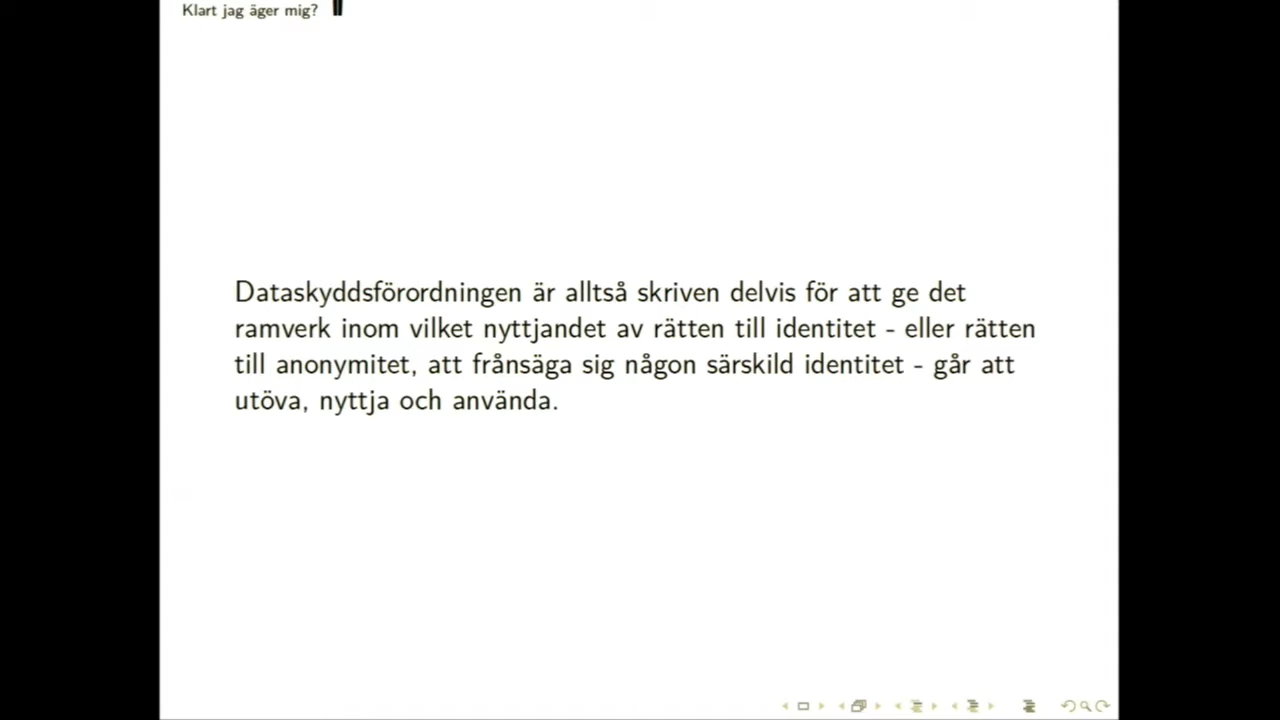 Klart jag äger mig?
Dataskyddsförordningen är alltså skriven delvis för att ge det
ramverk inom vilket nyttjandet av rätten till identitet - eller rätten
till anonymitet, att frånsäga sig någon särskild identitet - går att
utöva, nyttja och använda.